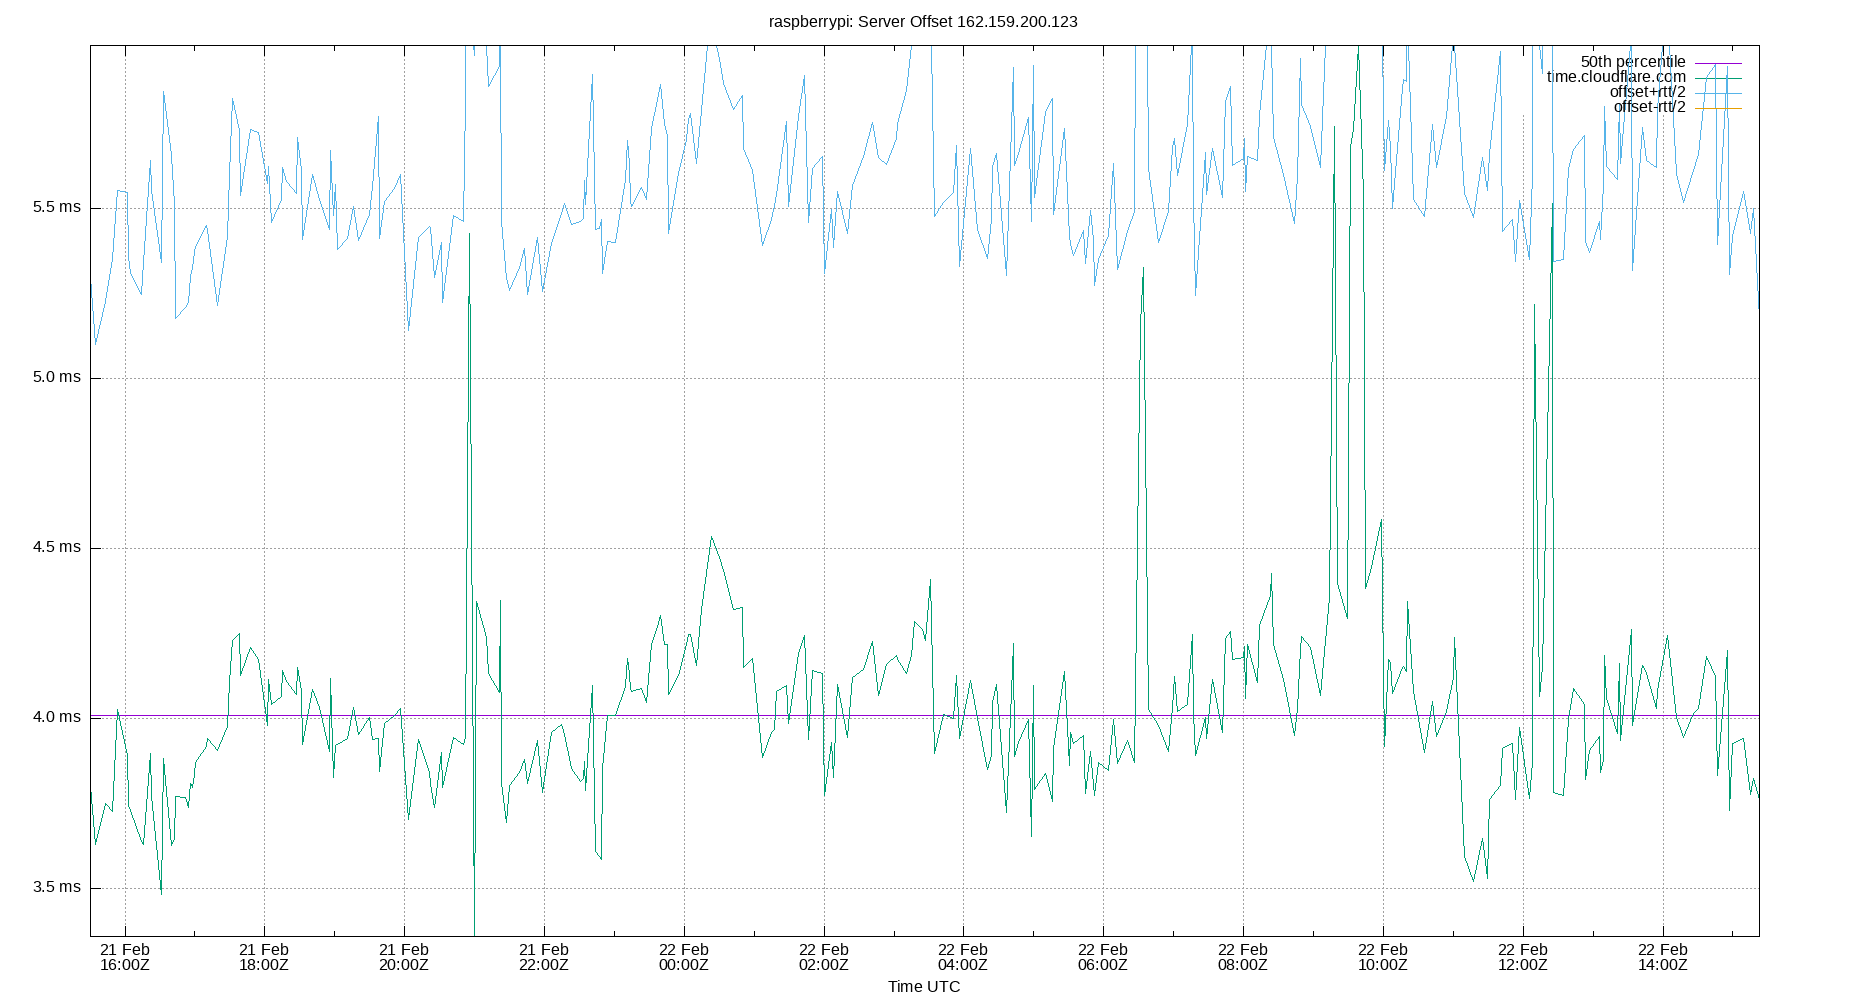 raspberrypi: Server Offset 162.159.200.123
50th percentile
time.cloudflare.com
offset+rtt/2
offset-rtt/2
5.5 ms
5.0 ms
4.5 ms
4.0 ms
3.5 ms
21 Feb 21 Feb 21 Feb 21 Feb 22 Feb 22 Feb 22 Feb 22 Feb 22 Feb 22 Feb 22 Feb 22 Feb
16:00Z 18:00Z 20:00Z 22:00Z 00:00Z 02:00Z 04:00Z 06:00Z 08:00Z 10:00Z 12:00Z 14:00Z
Time UTC